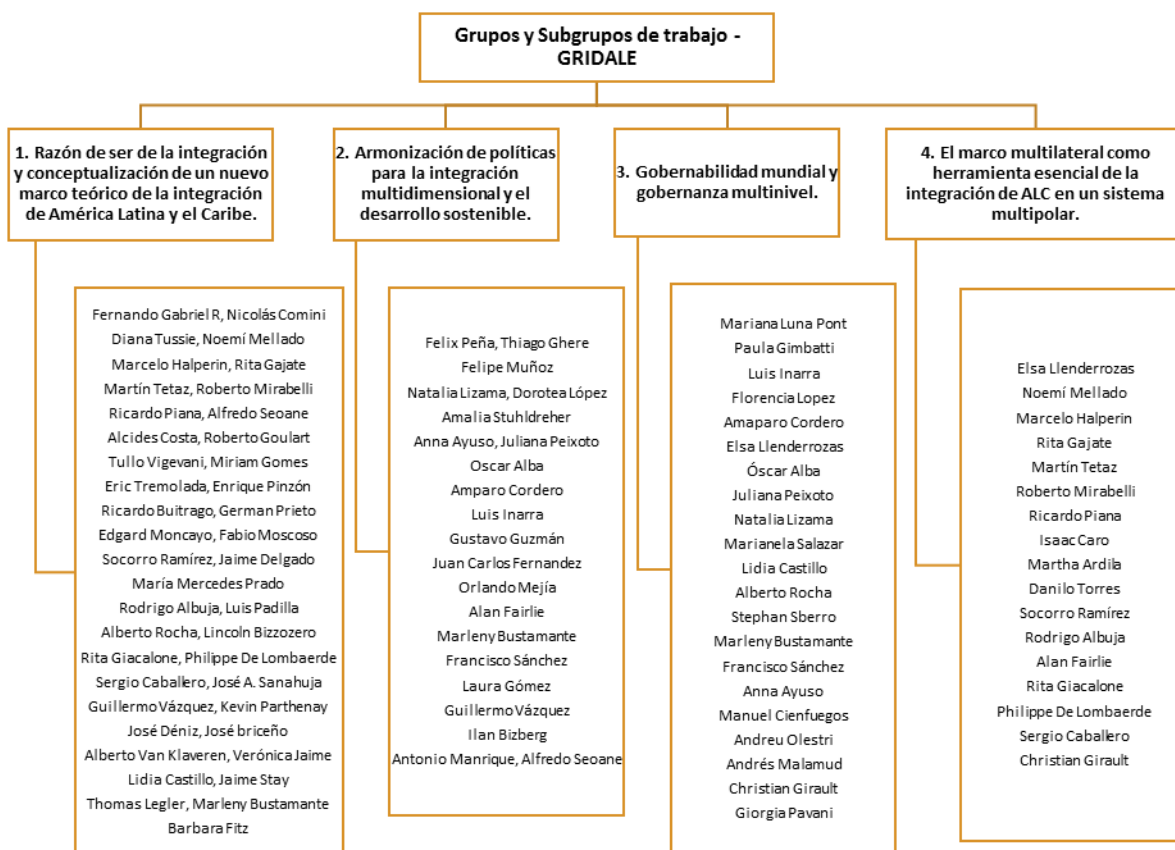 Grupos y Subgrupos de trabajo -
GRIDALE
1. Razón de ser de la integración
y conceptualización de un nuevo
marco teórico de la integración
de América Latina y el Caribe.
Fernando Gabriel R, Nicolás Comini
Diana Tussie, Noemí Mellado
Marcelo Halperin, Rita Gajate
Martín Tetaz, Roberto Mirabelli
Ricardo Piana, Alfredo Seoane
Alcides Costa, Roberto Goulart
Tullo Vigevani, Miriam Gomes
Eric Tremolada, Enrique Pinzón
Ricardo Buitrago, German Prieto
Edgard Moncayo, Fabio Moscoso
Socorro Ramírez, Jaime Delgado
María Mercedes Prado
Rodrigo Albuja, Luis Padilla
Alberto Rocha, Lincoln Bizzozero
Rita Giacalone, Philippe De Lombaerde
Sergio Caballero, José A. Sanahuja
Guillermo Vázquez, Kevin Parthenay
José Déniz, José briceño
Alberto Van Klaveren, Verónica Jaime
Lidia Castillo, Jaime Stay
Thomas Legler, Marleny Bustamante
Barbara Fitz
2. Armonización de políticas
para la integración
multidimensional y el
desarrollo sostenible.
Felix Peña, Thiago Ghere
Felipe Muñoz
Natalia Lizama, Dorotea López
Amalia Stuhldreher
Anna Ayuso, Juliana Peixoto
Oscar Alba
Amparo Cordero
Luis Inarra
Gustavo Guzmán
Juan Carlos Fernandez
Orlando Mejía
Alan Fairlie
Marleny Bustamante
Francisco Sánchez
Laura Gómez
Guillermo Vázquez
Ilan Bizberg
Antonio Manrique, Alfredo Seoane
3. Gobernabilidad mundial y
gobernanza multinivel.
Mariana Luna Pont
Paula Gimbatti
Luis Inarra
Florencia Lopez
Amaparo Cordero
Elsa Llenderrozas
Óscar Alba
Juliana Peixoto
Natalia Lizama
Marianela Salazar
Lidia Castillo
Alberto Rocha
Stephan Sberro
Marleny Bustamante
Francisco Sánchez
Anna Ayuso
Manuel Cienfuegos
Andreu Olestri
Andrés Malamud
Christian Girault
Giorgia Pavani
4. El marco multilateral como
herramienta esencial de la
integración de ALC en un sistema
multipolar.
Elsa Llenderrozas
Noemí Mellado
Marcelo Halperin
Rita Gajate
Martín Tetaz
Roberto Mirabelli
Ricardo Piana
Isaac Caro
Martha Ardila
Danilo Torres
Socorro Ramírez
Rodrigo Albuja
Alan Fairlie
Rita Giacalone
Philippe De Lombaerde
Sergio Caballero
Christian Girault